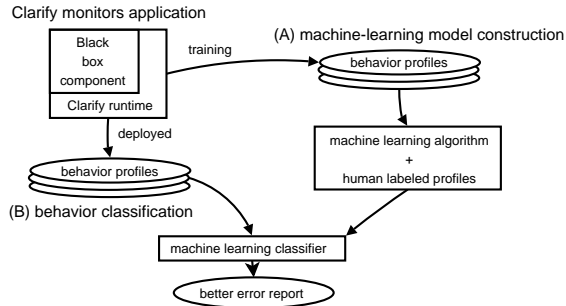 Clarify monitors application
Black
box
component
Clarify runtime
training
deployed
(A) machine-learning model construction
behavior profiles
machine learning algorithm
+
human labeled profiles
behavior profiles
(B) behavior classification
machine learning classifier
better error report